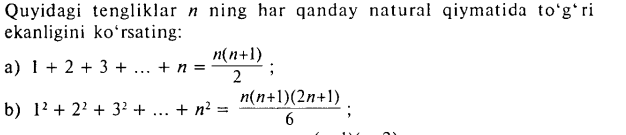 Quyidagi tengliklar n ning har qanday natural qiymatida to‘g‘ri
ekanligini ko‘rsating:
a) 1 + 2 + 3 + ... + n = n(n+1)/2 ;
b) 1² + 2² + 3² + ... + n² = n(n+1)(2n+1)/6 ;